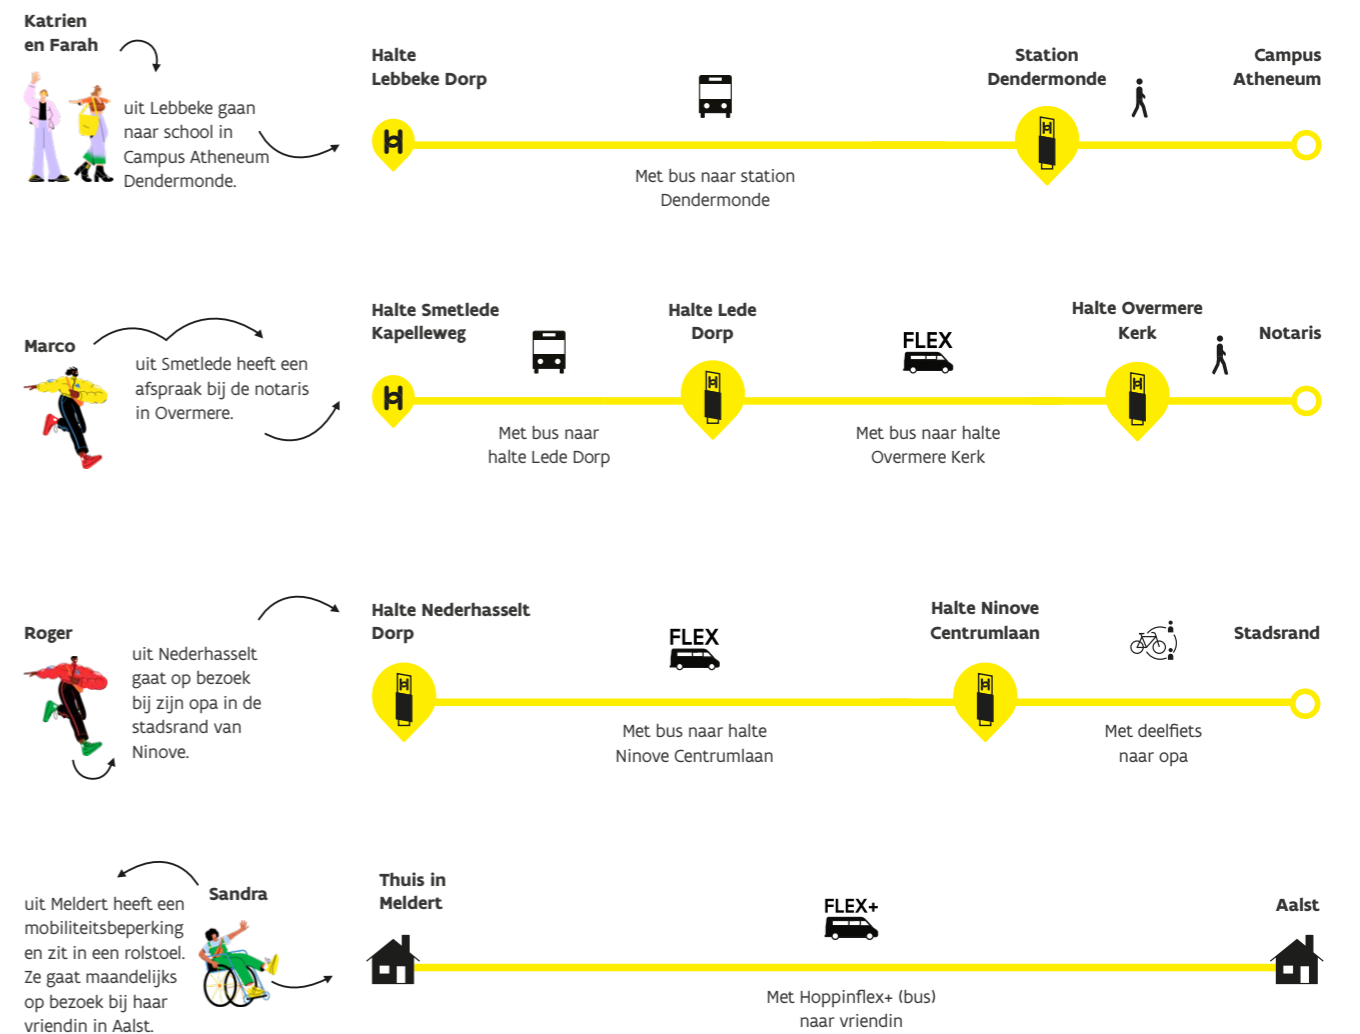 Katrien
en Farah
uit Lebbeke gaan
naar school in
Campus Atheneum
Dendermonde.
Halte
Lebbeke Dorp
Met bus naar station
Dendermonde
Station
Dendermonde
Campus
Atheneum
Marco
uit Smetlede heeft een
afspraak bij de notaris
in Overmere.
Halte Smetlede
Kapelleweg
Met bus naar
halte Lede Dorp
Halte Lede
Dorp
FLEX
Met bus naar halte
Overmere Kerk
Halte Overmere
Kerk
Notaris
Roger
uit Nederhasselt
gaat op bezoek
bij zijn opa in de
stadsrand van
Ninove.
Halte Nederhasselt
Dorp
FLEX
Met bus naar halte
Ninove Centrumlaan
Halte Ninove
Centrumlaan
Met deelfiets
naar opa
Stadsrand
Sandra
uit Meldert heeft een
mobiliteitsbeperking
en zit in een rolstoel.
Ze gaat maandelijks
op bezoek bij haar
vriendin in Aalst.
Thuis in
Meldert
FLEX+
Met Hoppinflex+ (bus)
naar vriendin
Aalst